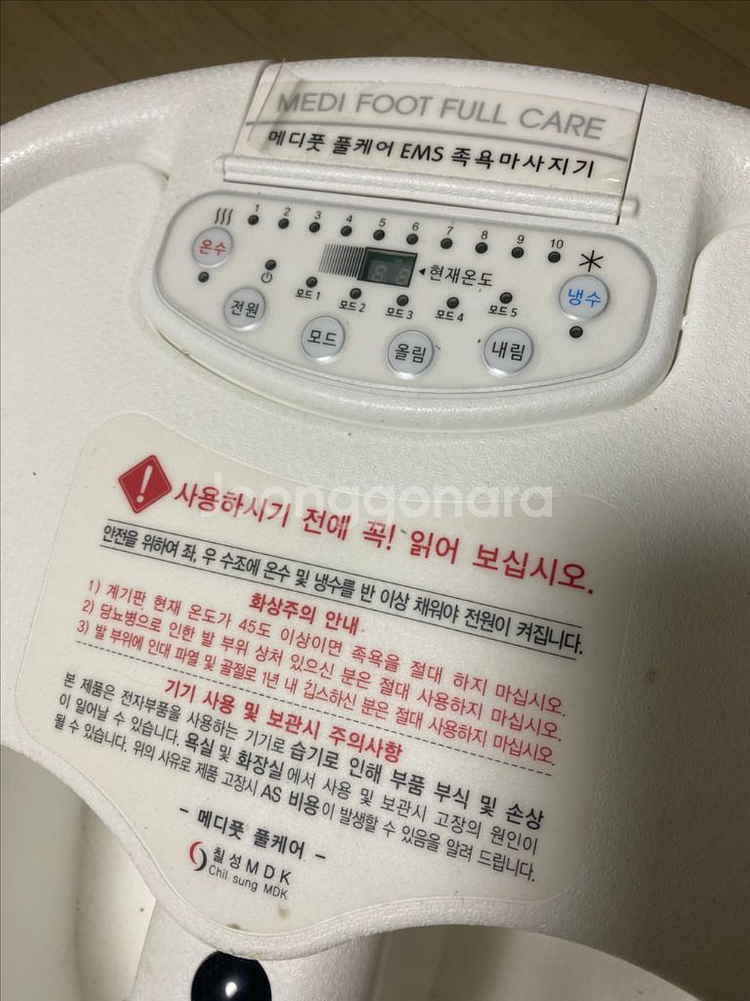 MEDI FOOT FULL CARE
메디풋 풀케어 EMS 족욕마사지기
1 2 3 4 5 6 7 8 9 10
온수
현재온도
냉수
모드1 모드2 모드3 모드4 모드5
전원 모드 올림 내림
Joonggonara
사용하시기 전에 꼭! 읽어 보십시오.
안전을 위하여 좌, 우 수조에 온수 및 냉수를 반 이상 채워야 전원이 켜집니다.
화상주의 안내
1) 계기판 현재 온도가 45도 이상이면 족욕을 절대 하지 마십시오.
2) 당뇨병으로 인한 발 부위 상처 있으신 분은 절대 사용하지 마십시오.
3) 발 부위에 인대 파열 및 골절로 1년 내 깁스하신 분은 절대 사용하지 마십시오.
기기 사용 및 보관시 주의사항
본 제품은 전자부품을 사용하는 기기로 습기로 인해 부품 부식 및 손상
이 일어날 수 있습니다. 욕실 및 화장실에서 사용 및 보관시 고장의 원인이
될 수 있습니다. 위의 사유로 제품 고장시 AS 비용이 발생할 수 있음을 알려 드립니다.
- 메디풋 풀케어 -
칠성MDK
Chil sung MDK